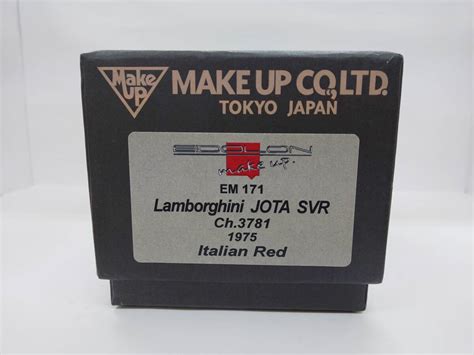 Make
UP
MAKE UP CO., LTD.
TOKYO JAPAN
EIDOLON
make up.
EM 171
Lamborghini JOTA SVR
Ch.3781
1975
Italian Red